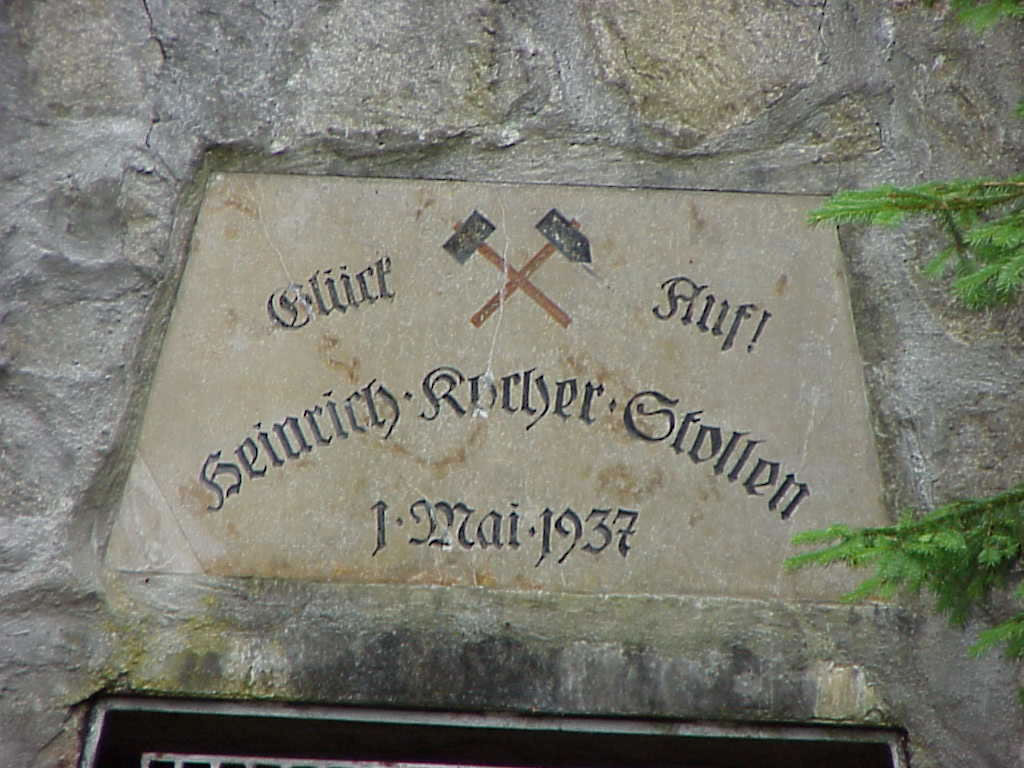 Glück Auf!
Heinrich · Kocher · Stollen
1 · Mai · 1937